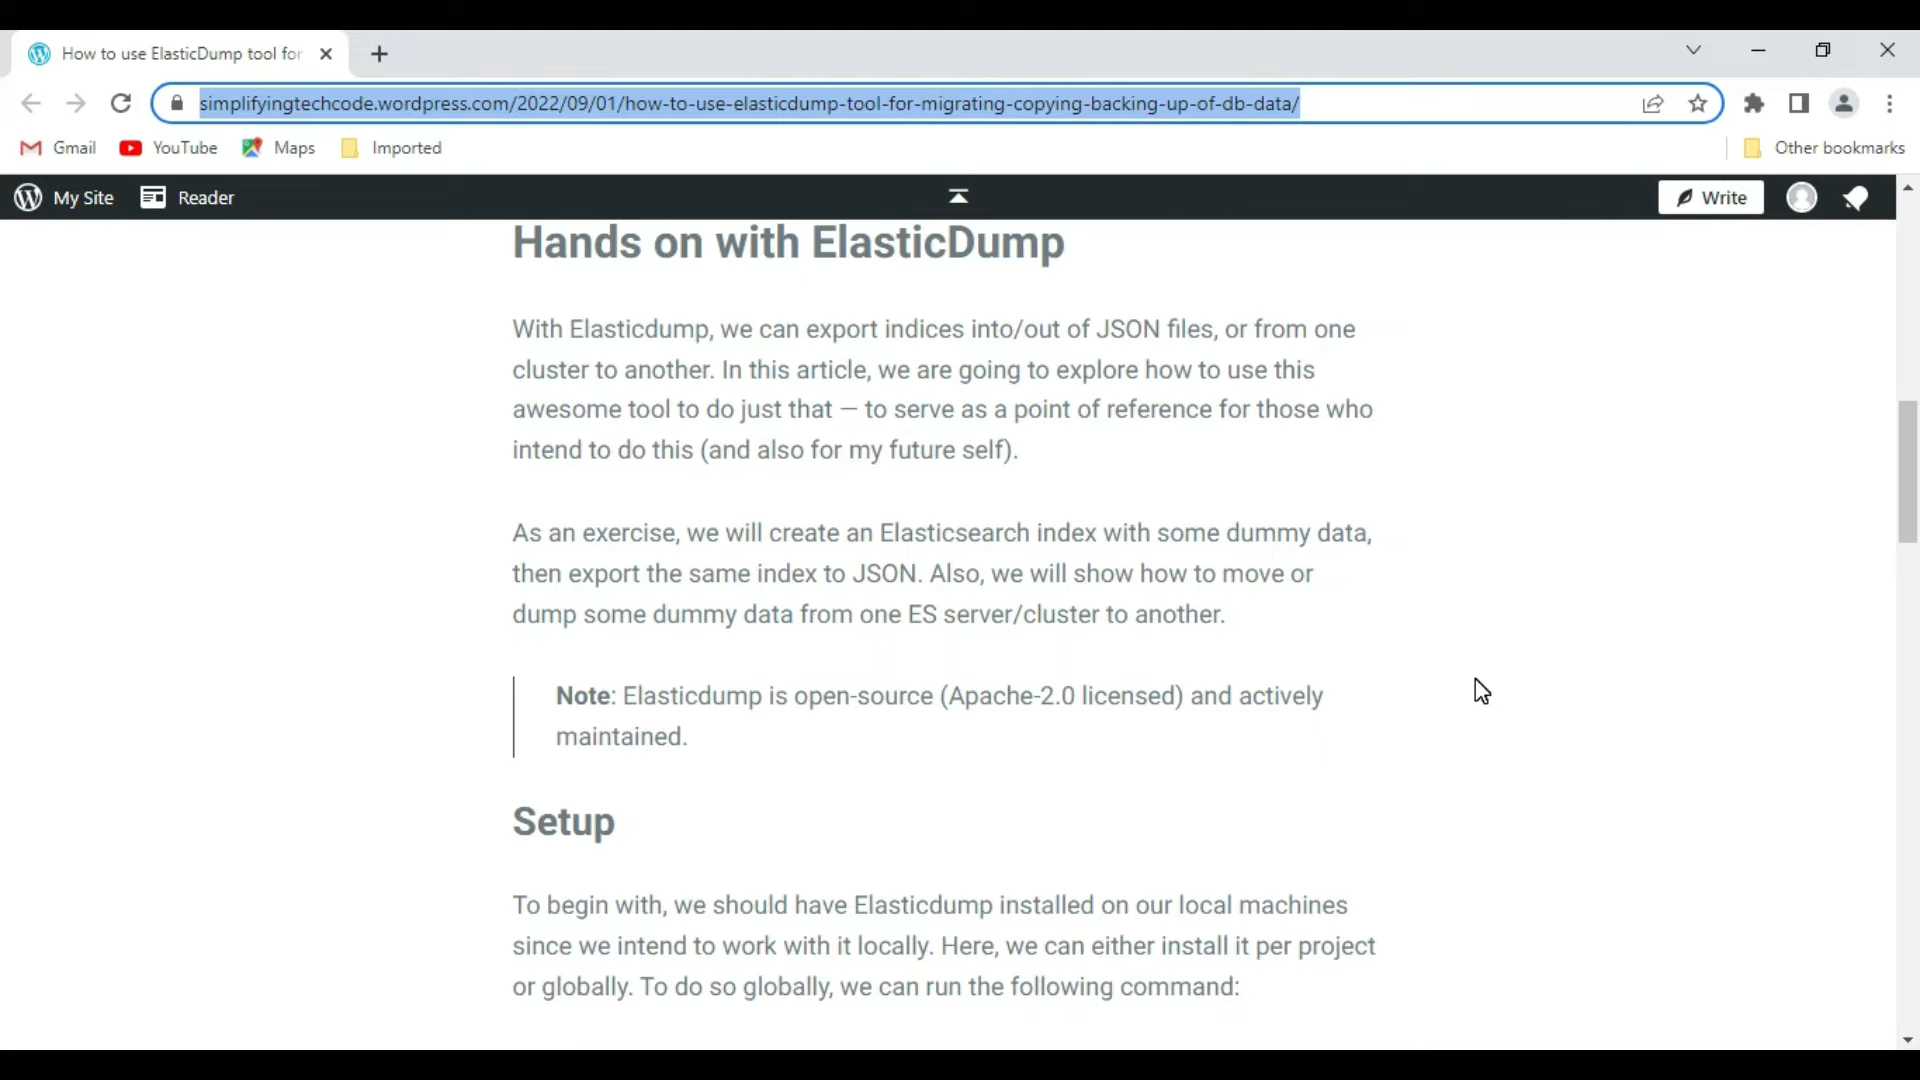 How to use ElasticDump tool for
simplifyingtechcode.wordpress.com/2022/09/01/how-to-use-elasticdump-tool-for-migrating-copying-backing-up-of-db-data/
Gmail YouTube Maps Imported Other bookmarks
My Site Reader Write
Hands on with ElasticDump
With Elasticdump, we can export indices into/out of JSON files, or from one
cluster to another. In this article, we are going to explore how to use this
awesome tool to do just that — to serve as a point of reference for those who
intend to do this (and also for my future self).
As an exercise, we will create an Elasticsearch index with some dummy data,
then export the same index to JSON. Also, we will show how to move or
dump some dummy data from one ES server/cluster to another.
Note: Elasticdump is open-source (Apache-2.0 licensed) and actively
maintained.
Setup
To begin with, we should have Elasticdump installed on our local machines
since we intend to work with it locally. Here, we can either install it per project
or globally. To do so globally, we can run the following command: